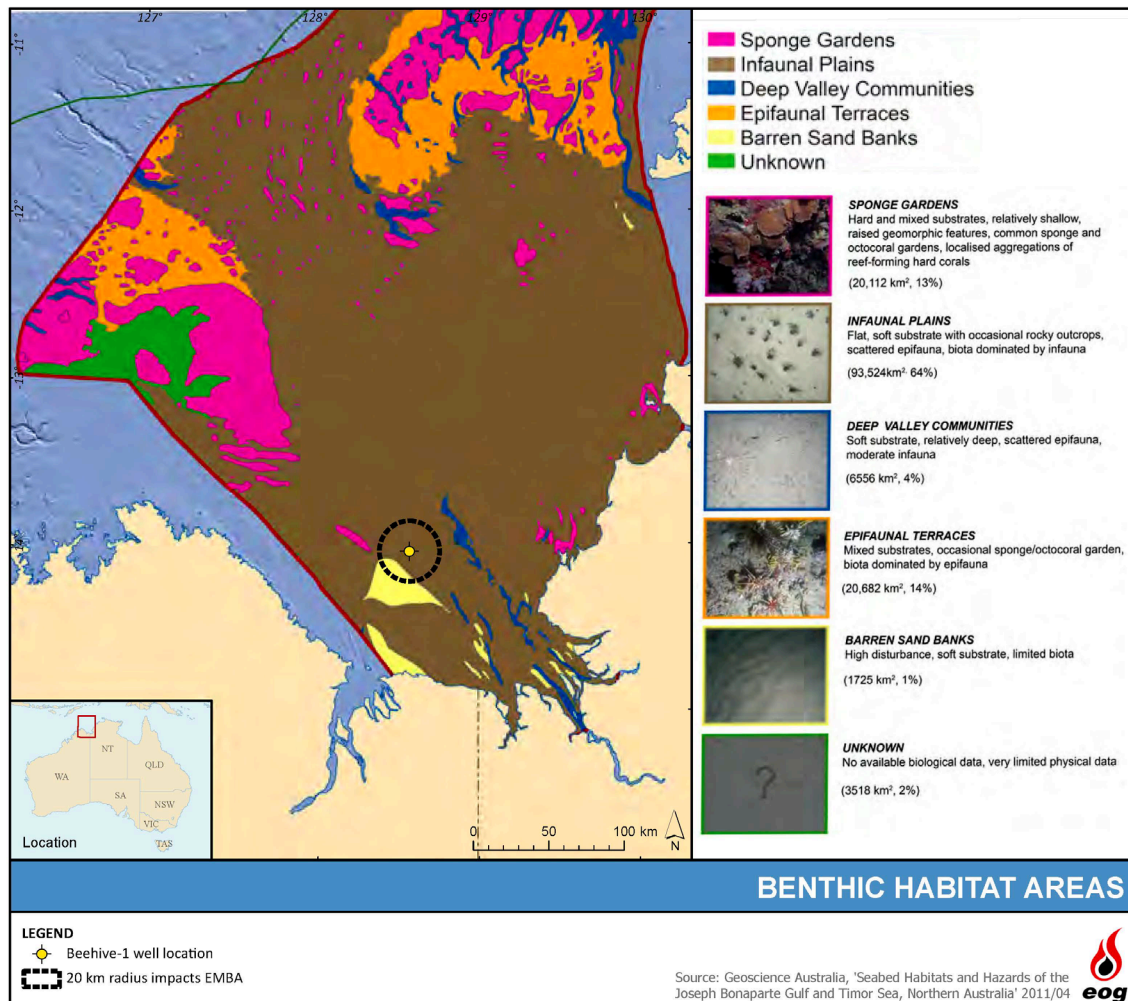 127°
128°
129°
130°
-11°
-12°
-13°
Sponge Gardens
Infaunal Plains
Deep Valley Communities
Epifaunal Terraces
Barren Sand Banks
Unknown
SPONGE GARDENS
Hard and mixed substrates, relatively shallow,
raised geomorphic features, common sponge and
octocoral gardens, localised aggregations of
reef-forming hard corals
(20,112 km², 13%)
INFAUNAL PLAINS
Flat, soft substrate with occasional rocky outcrops,
scattered epifauna, biota dominated by infauna
(93,524km² 64%)
DEEP VALLEY COMMUNITIES
Soft substrate, relatively deep, scattered epifauna,
moderate infauna
(6556 km², 4%)
EPIFAUNAL TERRACES
Mixed substrates, occasional sponge/octocoral garden,
biota dominated by epifauna
(20,682 km², 14%)
BARREN SAND BANKS
High disturbance, soft substrate, limited biota
(1725 km², 1%)
?
UNKNOWN
No available biological data, very limited physical data
(3518 km², 2%)
WA
NT
QLD
SA
NSW
VIC
TAS
Location
0 50 100 km
N
BENTHIC HABITAT AREAS
LEGEND
Beehive-1 well location
20 km radius impacts EMBA
Source: Geoscience Australia, 'Seabed Habitats and Hazards of the
Joseph Bonaparte Gulf and Timor Sea, Northern Australia' 2011/04
eog